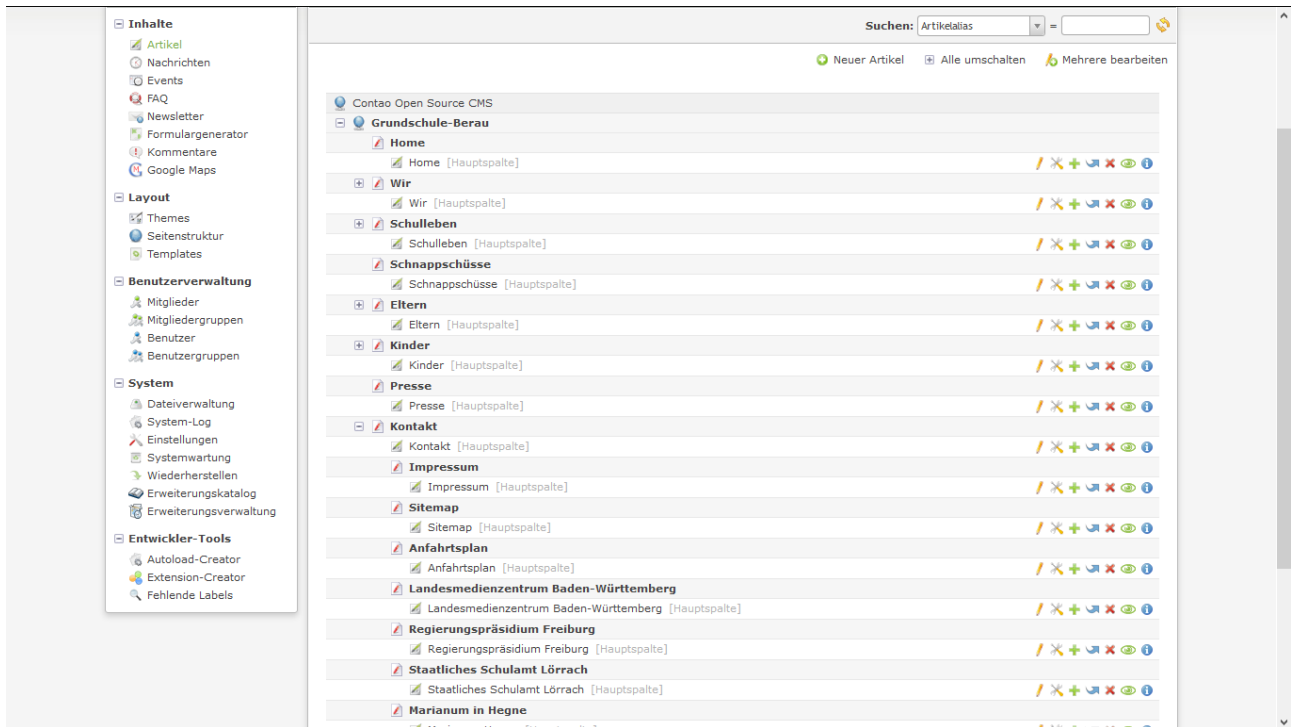 Inhalte
Artikel
Nachrichten
Events
FAQ
Newsletter
Formulargenerator
Kommentare
Google Maps
Layout
Themes
Seitenstruktur
Templates
Benutzerverwaltung
Mitglieder
Mitgliedergruppen
Benutzer
Benutzergruppen
System
Dateiverwaltung
System-Log
Einstellungen
Systemwartung
Wiederherstellen
Erweiterungskatalog
Erweiterungsverwaltung
Entwickler-Tools
Autoload-Creator
Extension-Creator
Fehlende Labels
Suchen: Artikelalias =
Neuer Artikel Alle umschalten Mehrere bearbeiten
Contao Open Source CMS
Grundschule-Berau
Home
Home [Hauptspalte]
Wir
Wir [Hauptspalte]
Schulleben
Schulleben [Hauptspalte]
Schnappschüsse
Schnappschüsse [Hauptspalte]
Eltern
Eltern [Hauptspalte]
Kinder
Kinder [Hauptspalte]
Presse
Presse [Hauptspalte]
Kontakt
Kontakt [Hauptspalte]
Impressum
Impressum [Hauptspalte]
Sitemap
Sitemap [Hauptspalte]
Anfahrtsplan
Anfahrtsplan [Hauptspalte]
Landesmedienzentrum Baden-Württemberg
Landesmedienzentrum Baden-Württemberg [Hauptspalte]
Regierungspräsidium Freiburg
Regierungspräsidium Freiburg [Hauptspalte]
Staatliches Schulamt Lörrach
Staatliches Schulamt Lörrach [Hauptspalte]
Marianum in Hegne